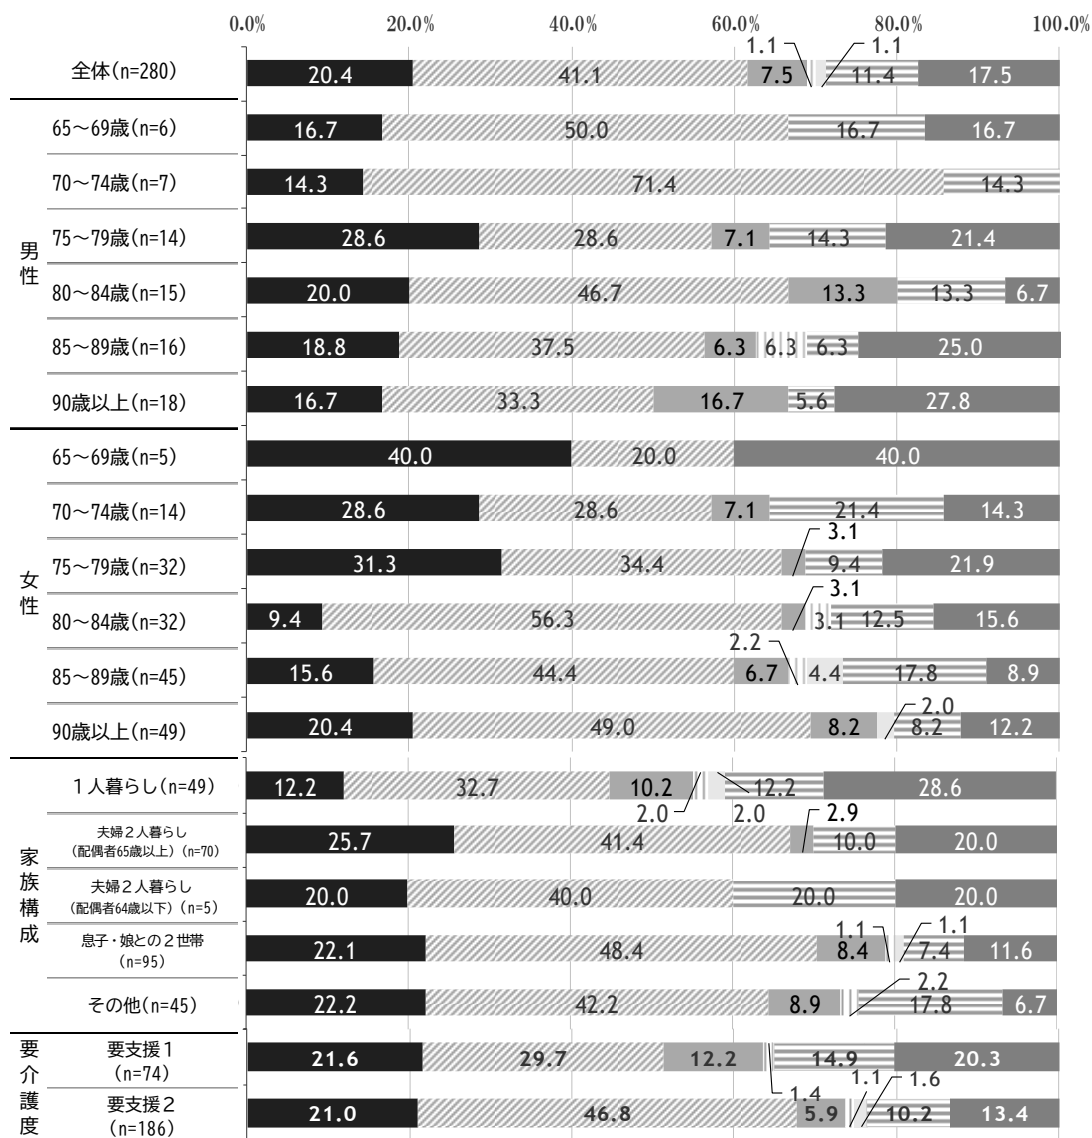 0.0% 20.0% 40.0% 60.0% 80.0% 100.0%
1.1 1.1
全体(n=280) 20.4 41.1 7.5 11.4 17.5
男性
65～69歳(n=6) 16.7 50.0 16.7 16.7
70～74歳(n=7) 14.3 71.4 14.3
75～79歳(n=14) 28.6 28.6 7.1 14.3 21.4
80～84歳(n=15) 20.0 46.7 13.3 13.3 6.7
85～89歳(n=16) 18.8 37.5 6.3 6.3 6.3 25.0
90歳以上(n=18) 16.7 33.3 16.7 5.6 27.8
女性
65～69歳(n=5) 40.0 20.0 40.0
70～74歳(n=14) 28.6 28.6 7.1 21.4 14.3
3.1
75～79歳(n=32) 31.3 34.4 9.4 21.9
3.1
80～84歳(n=32) 9.4 56.3 3.1 12.5 15.6
2.2
85～89歳(n=45) 15.6 44.4 6.7 4.4 17.8 8.9
2.0
90歳以上(n=49) 20.4 49.0 8.2 8.2 12.2
家族構成
１人暮らし(n=49) 12.2 32.7 10.2 12.2 28.6
2.0 2.0 2.9
夫婦２人暮らし
(配偶者65歳以上)(n=70) 25.7 41.4 10.0 20.0
夫婦２人暮らし
(配偶者64歳以下)(n=5) 20.0 40.0 20.0 20.0
1.1 1.1
息子・娘との２世帯
(n=95) 22.1 48.4 8.4 7.4 11.6
2.2
その他(n=45) 22.2 42.2 8.9 17.8 6.7
要介護度
要支援１
(n=74) 21.6 29.7 12.2 14.9 20.3
1.4 1.1 1.6
要支援２
(n=186) 21.0 46.8 5.9 10.2 13.4